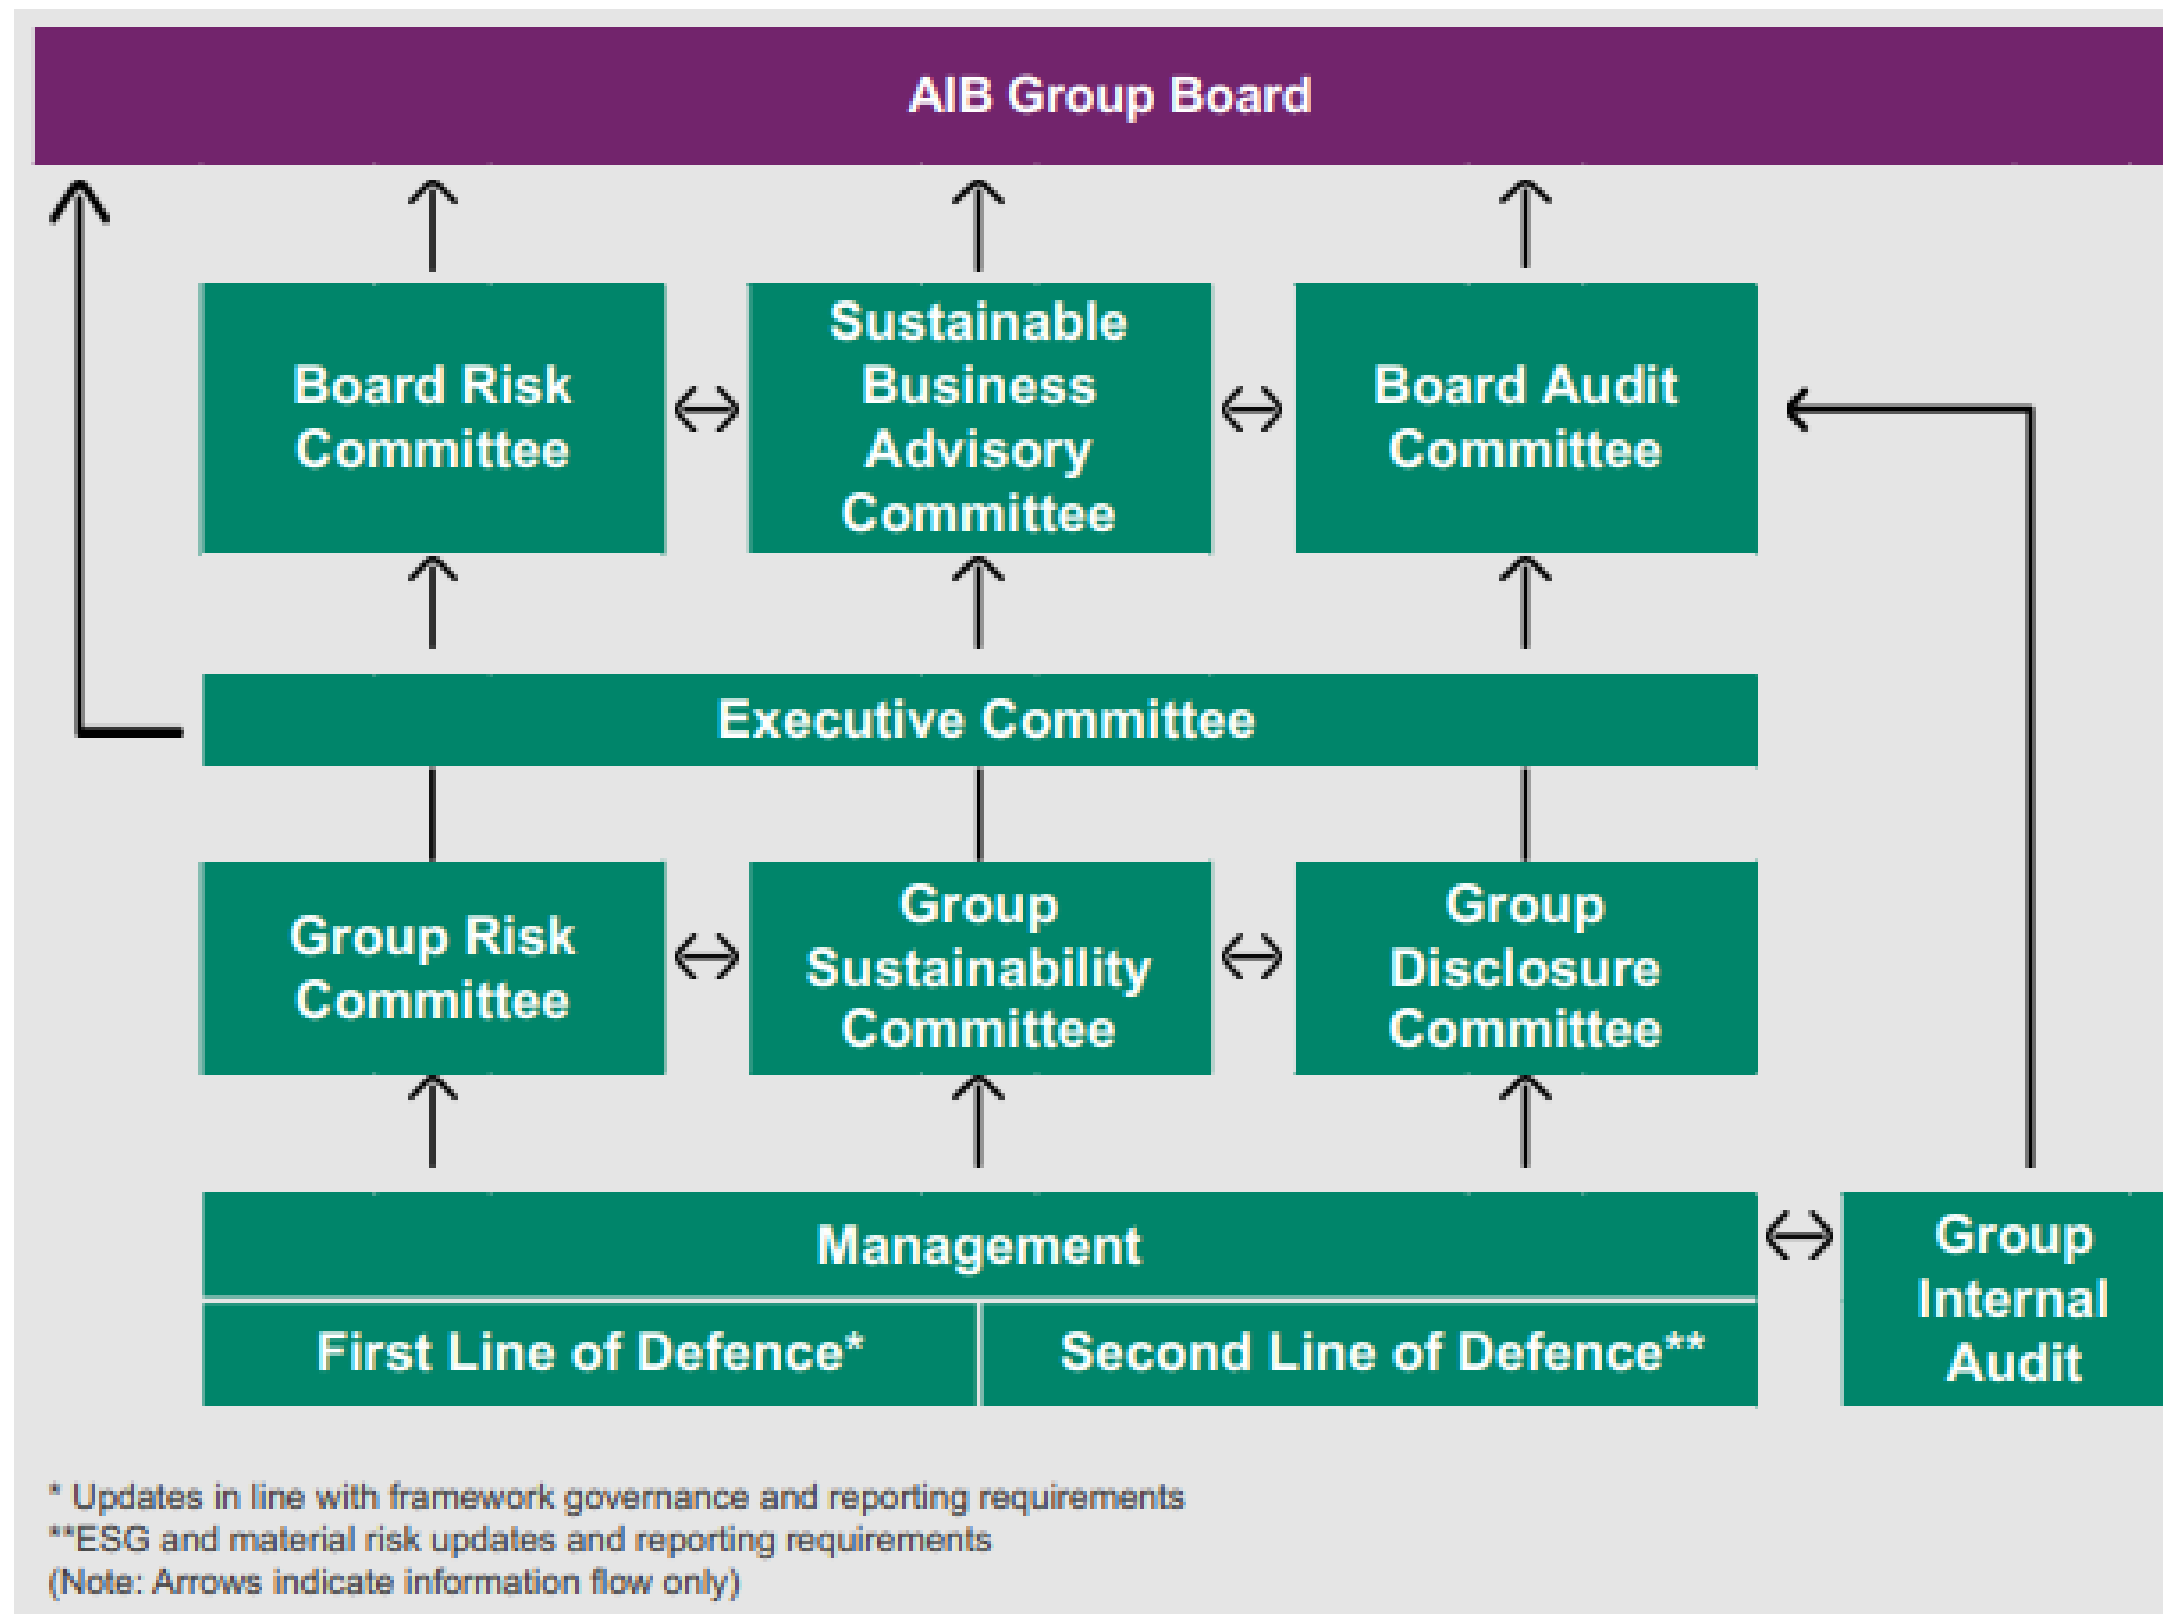 AIB Group Board
Board Risk
Committee
Sustainable
Business
Advisory
Committee
Board Audit
Committee
Executive Committee
Group Risk
Committee
Group
Sustainability
Committee
Group
Disclosure
Committee
Management
First Line of Defence*
Second Line of Defence**
Group
Internal
Audit
* Updates in line with framework governance and reporting requirements
**ESG and material risk updates and reporting requirements
(Note: Arrows indicate information flow only)